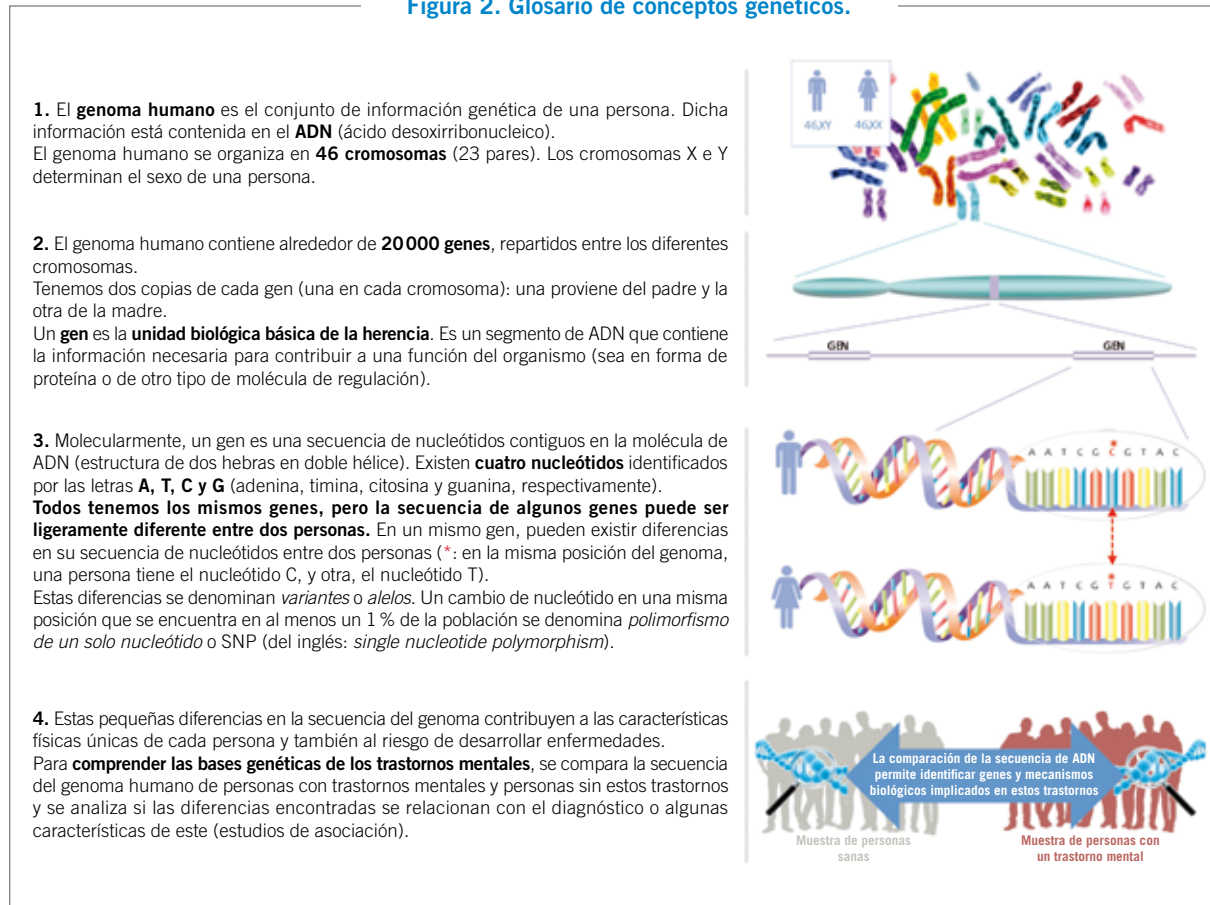 Figura 2. Glosario de conceptos genéticos.
1. El genoma humano es el conjunto de información genética de una persona. Dicha
información está contenida en el ADN (ácido desoxirribonucleico).
El genoma humano se organiza en 46 cromosomas (23 pares). Los cromosomas X e Y
determinan el sexo de una persona.
46,XY 46,XX
2. El genoma humano contiene alrededor de 20 000 genes, repartidos entre los diferentes
cromosomas.
Tenemos dos copias de cada gen (una en cada cromosoma): una proviene del padre y la
otra de la madre.
Un gen es la unidad biológica básica de la herencia. Es un segmento de ADN que contiene
la información necesaria para contribuir a una función del organismo (sea en forma de
proteína o de otro tipo de molécula de regulación).
GEN GEN
3. Molecularmente, un gen es una secuencia de nucleótidos contiguos en la molécula de
ADN (estructura de dos hebras en doble hélice). Existen cuatro nucleótidos identificados
por las letras A, T, C y G (adenina, timina, citosina y guanina, respectivamente).
Todos tenemos los mismos genes, pero la secuencia de algunos genes puede ser
ligeramente diferente entre dos personas. En un mismo gen, pueden existir diferencias
en su secuencia de nucleótidos entre dos personas (*: en la misma posición del genoma,
una persona tiene el nucleótido C, y otra, el nucleótido T).
Estas diferencias se denominan variantes o alelos. Un cambio de nucleótido en una misma
posición que se encuentra en al menos un 1 % de la población se denomina polimorfismo
de un solo nucleótido o SNP (del inglés: single nucleotide polymorphism).
*
A A T C G C G T A C
*
A A T C G T G T A C
4. Estas pequeñas diferencias en la secuencia del genoma contribuyen a las características
físicas únicas de cada persona y también al riesgo de desarrollar enfermedades.
Para comprender las bases genéticas de los trastornos mentales, se compara la secuencia
del genoma humano de personas con trastornos mentales y personas sin estos trastornos
y se analiza si las diferencias encontradas se relacionan con el diagnóstico o algunas
características de este (estudios de asociación).
La comparación de la secuencia de ADN
permite identificar genes y mecanismos
biológicos implicados en estos trastornos
Muestra de personas
sanas
Muestra de personas con
un trastorno mental